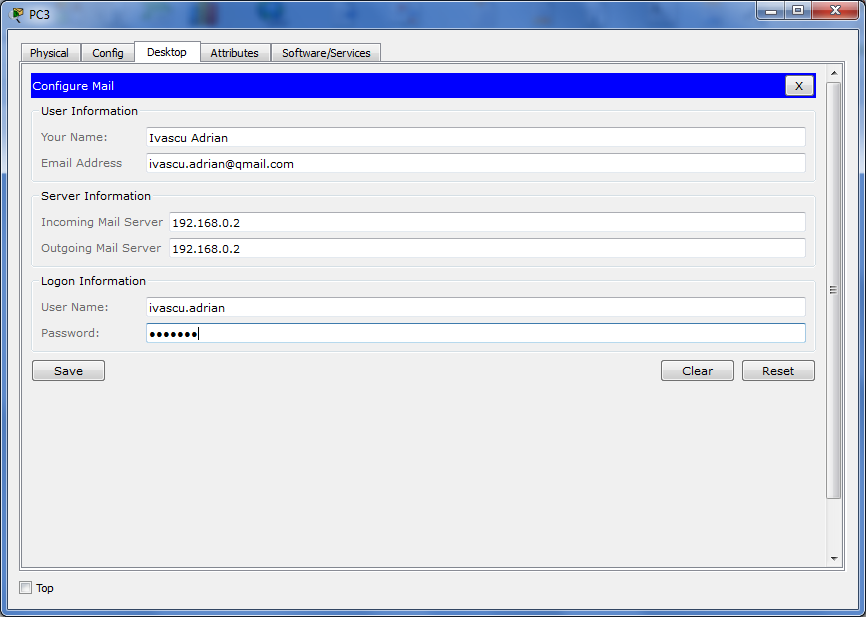 PC3
Physical Config Desktop Attributes Software/Services
Configure Mail X
User Information
Your Name: Ivascu Adrian
Email Address ivascu.adrian@qmail.com
Server Information
Incoming Mail Server 192.168.0.2
Outgoing Mail Server 192.168.0.2
Logon Information
User Name: ivascu.adrian
Password: •••••••
Save Clear Reset
Top